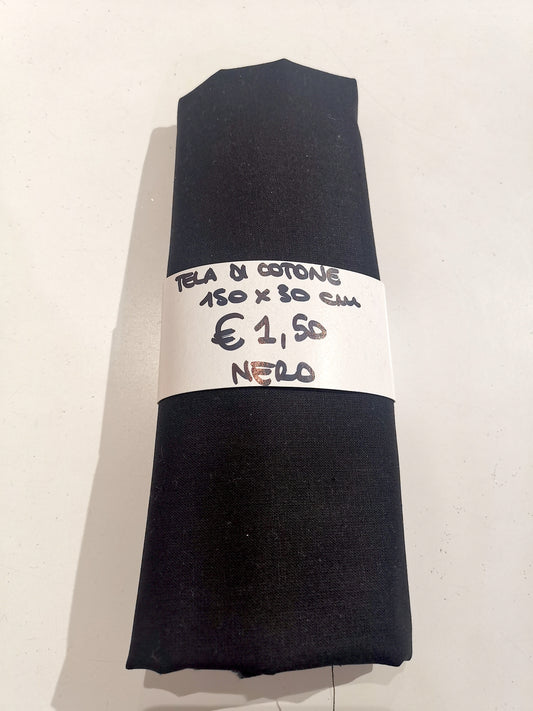 TELA DI COTONE
150 x 30 cm
€ 1,50
NERO